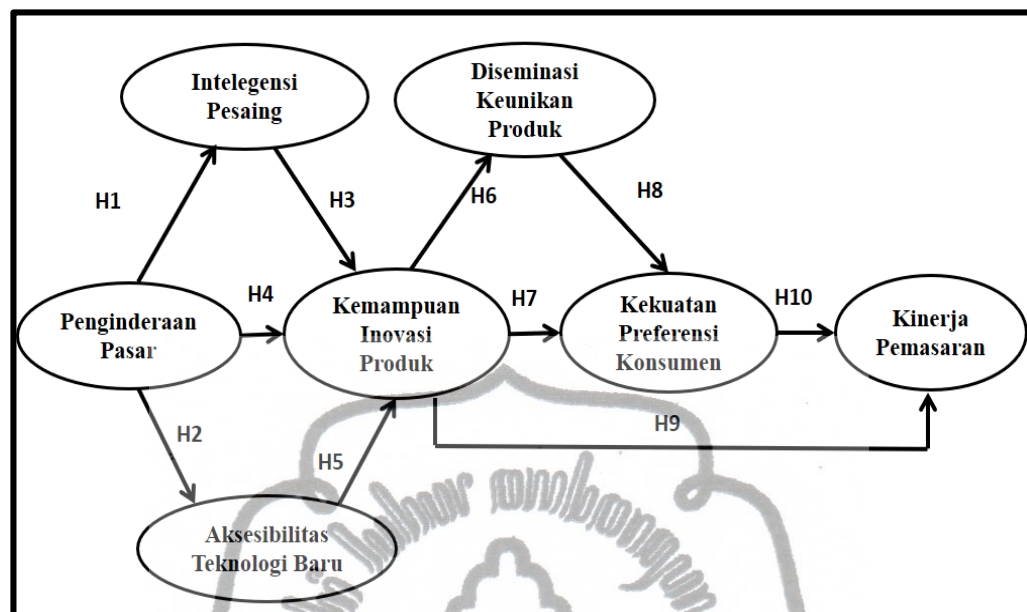 Intelegensi
Pesaing
Diseminasi
Keunikan
Produk
H1
H3
H6
H8
Penginderaan
Pasar
H4
Kemampuan
Inovasi
Produk
H7
Kekuatan
Preferensi
Konsumen
H10
Kinerja
Pemasaran
H2
H5
H9
Aksesibilitas
Teknologi Baru